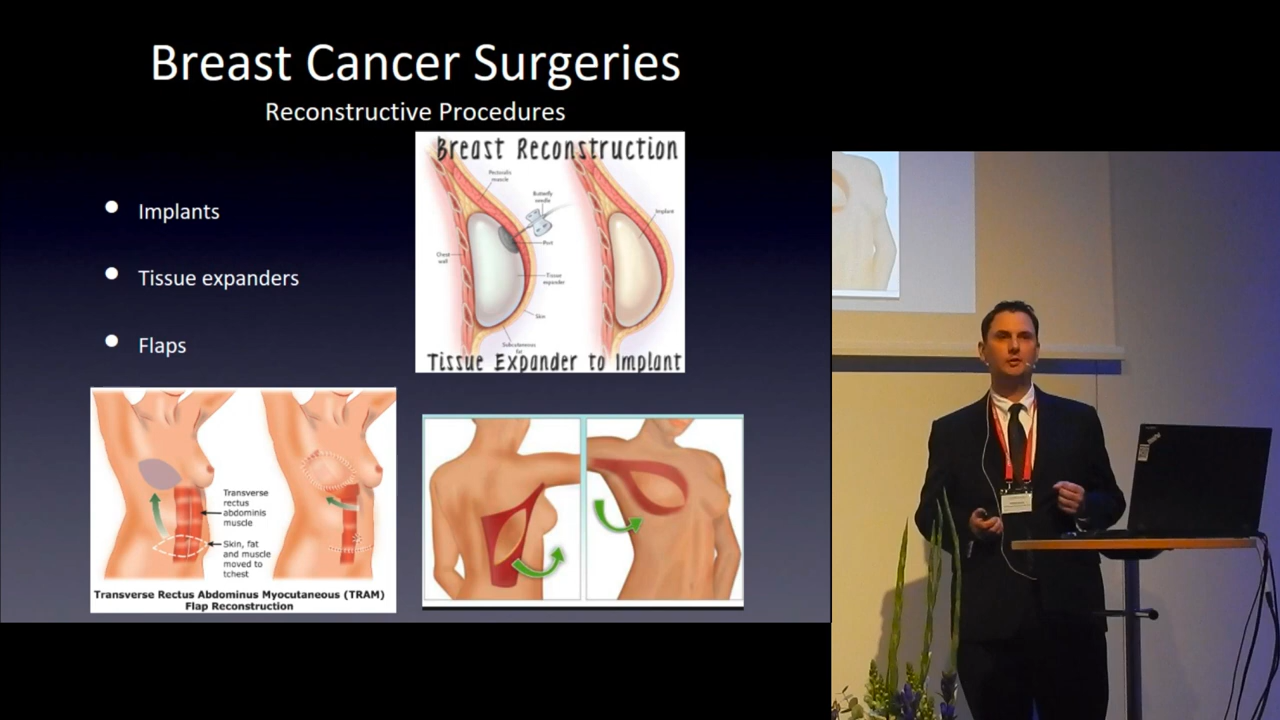 Breast Cancer Surgeries
Reconstructive Procedures
Implants
Tissue expanders
Flaps
Breast Reconstruction
Pectoralis
muscle
Butterfly
needle
Implant
Port
Chest
wall
Tissue
expander
Skin
Subcutaneous
fat
Tissue Expander to Implant
Transverse
rectus
abdominis
muscle
Skin, fat
and muscle
moved to
tchest
Transverse Rectus Abdominus Myocutaneous (TRAM)
Flap Reconstruction